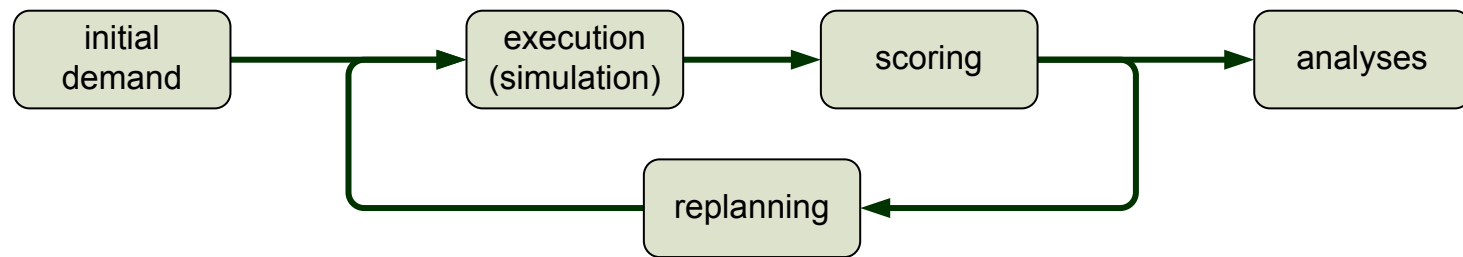 initial
demand
execution
(simulation)
scoring
analyses
replanning